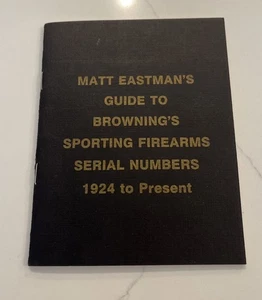 MATT EASTMAN'S
GUIDE TO
BROWNING'S
SPORTING FIREARMS
SERIAL NUMBERS
1924 to Present